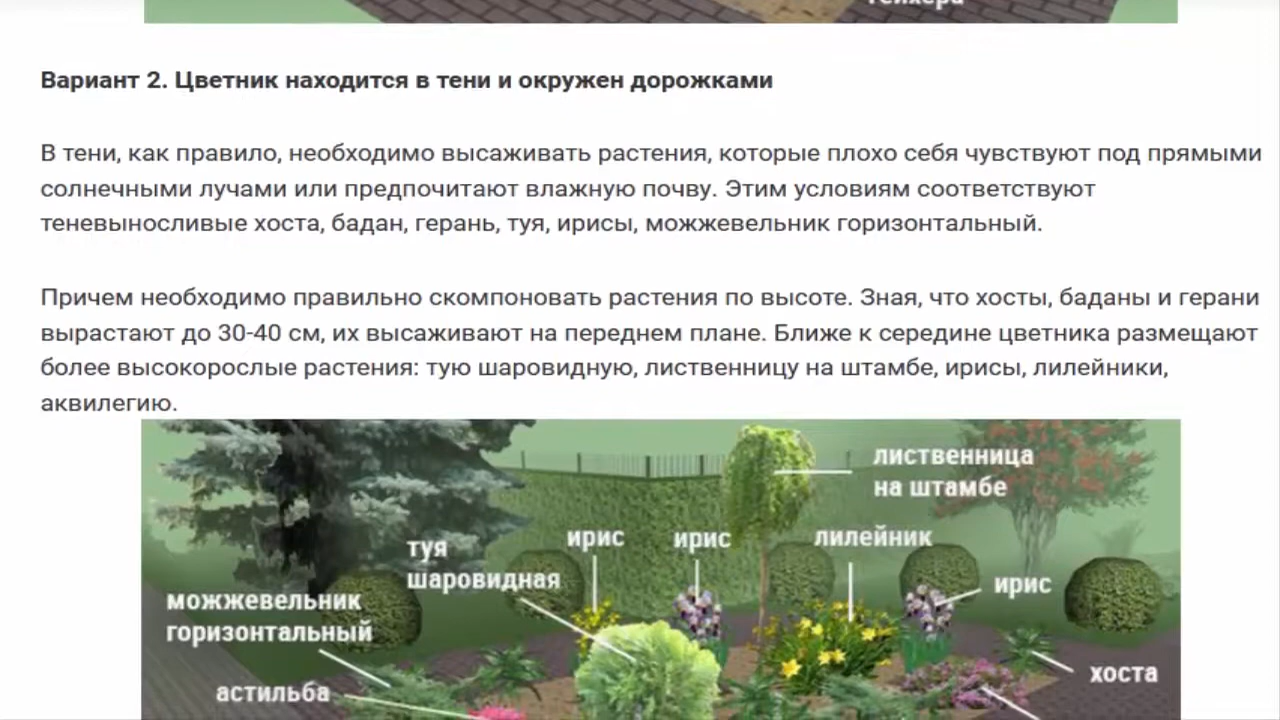 Вариант 2. Цветник находится в тени и окружен дорожками
В тени, как правило, необходимо высаживать растения, которые плохо себя чувствуют под прямыми
солнечными лучами или предпочитают влажную почву. Этим условиям соответствуют
теневыносливые хоста, бадан, герань, туя, ирисы, можжевельник горизонтальный.
Причем необходимо правильно скомпоновать растения по высоте. Зная, что хосты, баданы и герани
вырастают до 30-40 см, их высаживают на переднем плане. Ближе к середине цветника размещают
более высокорослые растения: тую шаровидную, лиственницу на штамбе, ирисы, лилейники,
аквилегию.
лиственница
на штамбе
ирис
ирис
лилейник
туя
шаровидная
ирис
можжевельник
горизонтальный
хоста
астильба